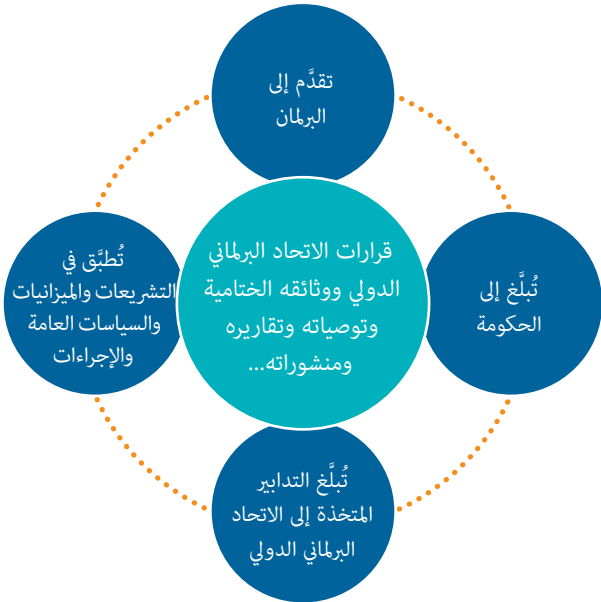 تقدَّم إلى
البرلمان
قرارات الاتحاد البرلماني
الدولي ووثائقه الختامية
وتوصياته وتقاريره
ومنشوراته...
تُبلَّغ إلى
الحكومة
تُطبَّق في
التشريعات والميزانيات
والسياسات العامة
والإجراءات
تُبلَّغ التدابير
المتخذة إلى الاتحاد
البرلماني الدولي